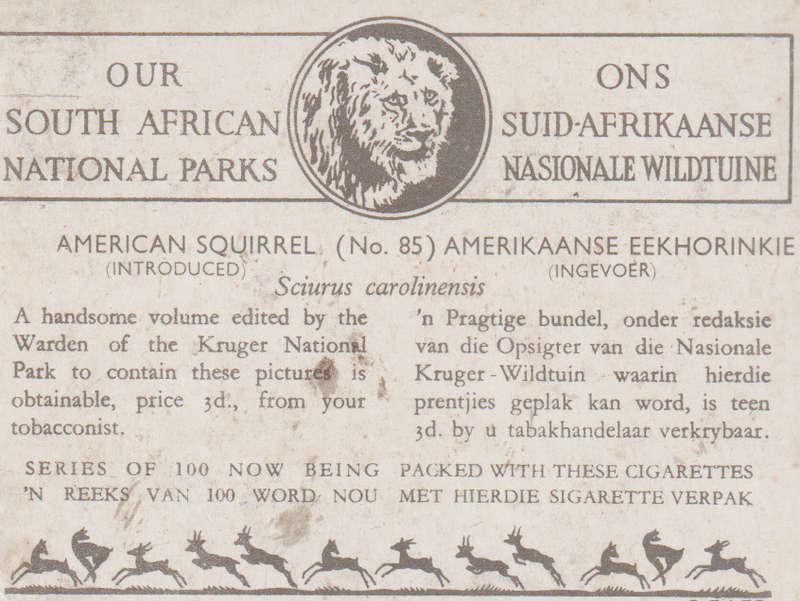 OUR
SOUTH AFRICAN
NATIONAL PARKS
ONS
SUID-AFRIKAANSE
NASIONALE WILDTUINE
AMERICAN SQUIRREL. (No. 85) AMERIKAANSE EEKHORINKIE
(INTRODUCED) (INGEVOER)
Sciurus carolinensis
A handsome volume edited by the
Warden of the Kruger National
Park to contain these pictures is
obtainable, price 3d., from your
tobacconist.
'n Pragtige bundel, onder redaksie
van die Opsigter van die Nasionale
Kruger-Wildtuin waarin hierdie
prentjies geplak kan word, is teen
3d. by u tabakhandelaar verkrybaar.
SERIES OF 100 NOW BEING PACKED WITH THESE CIGARETTES
'N REEKS VAN 100 WORD NOU MET HIERDIE SIGARETTE VERPAK